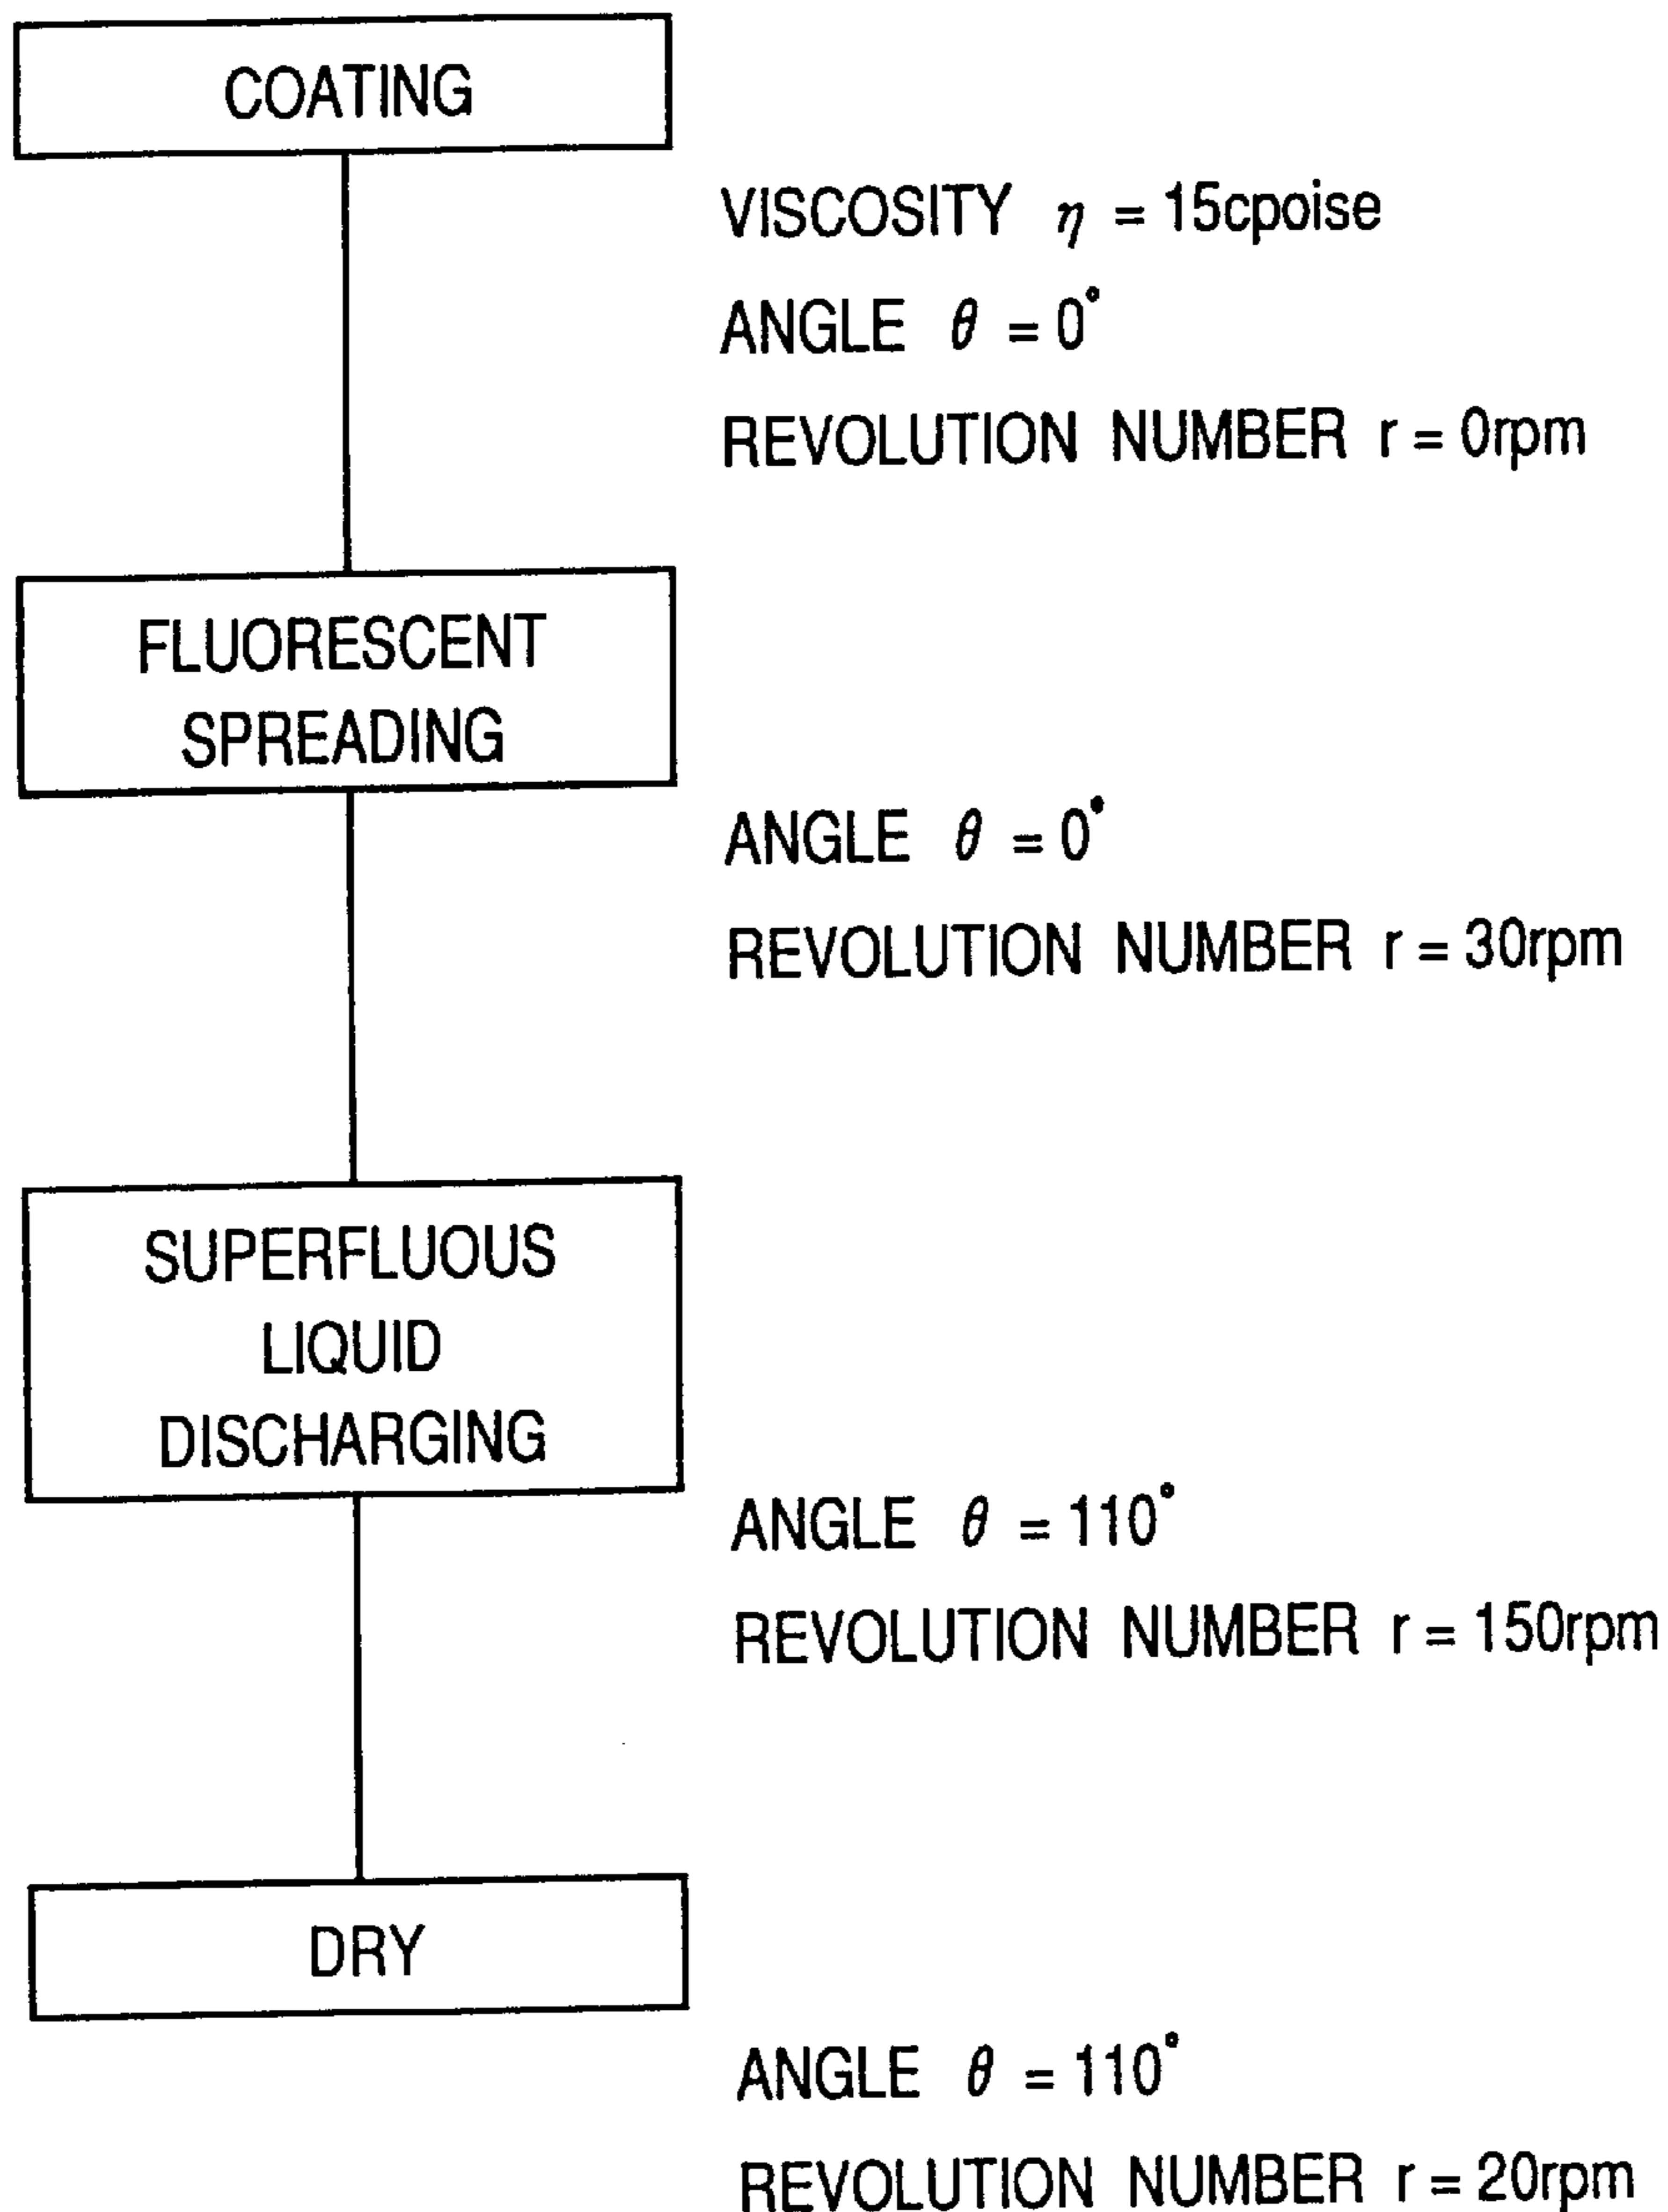 COATING
VISCOSITY η = 15cpoise
ANGLE θ = 0°
REVOLUTION NUMBER r = 0rpm
FLUORESCENT
SPREADING
ANGLE θ = 0°
REVOLUTION NUMBER r = 30rpm
SUPERFLUOUS
LIQUID
DISCHARGING
ANGLE θ = 110°
REVOLUTION NUMBER r = 150rpm
DRY
ANGLE θ = 110°
REVOLUTION NUMBER r = 20rpm